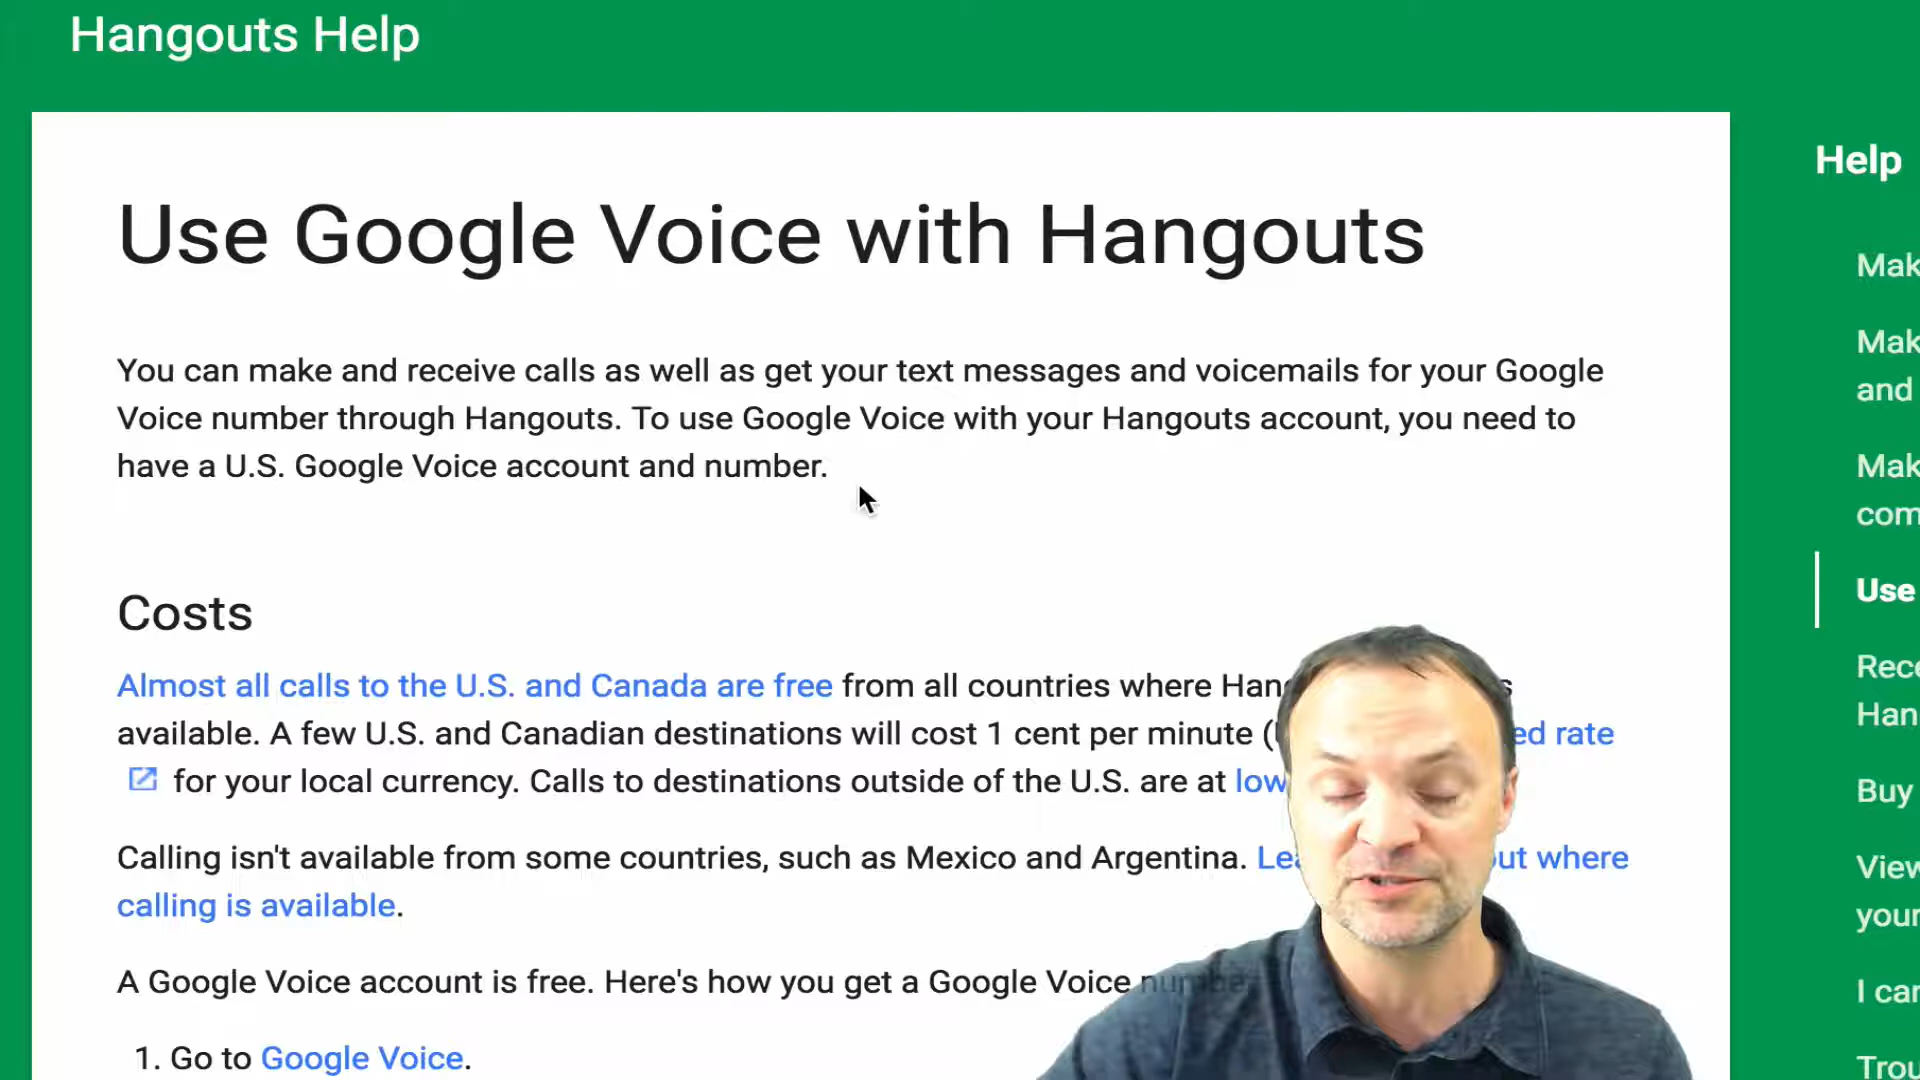 Hangouts Help
Use Google Voice with Hangouts
You can make and receive calls as well as get your text messages and voicemails for your Google
Voice number through Hangouts. To use Google Voice with your Hangouts account, you need to
have a U.S. Google Voice account and number.
Costs
Almost all calls to the U.S. and Canada are free from all countries where
available. A few U.S. and Canadian destinations will cost 1 cent per minute rate
for your local currency. Calls to destinations outside of the U.S. are at low
Calling isn't available from some countries, such as Mexico and Argentina. where
calling is available.
A Google Voice account is free. Here's how you get a Google Voice
1. Go to Google Voice.
Help
Mak
Mak
and
Mak
com
Use
Rece
Han
Buy
View
your
I can
Trou